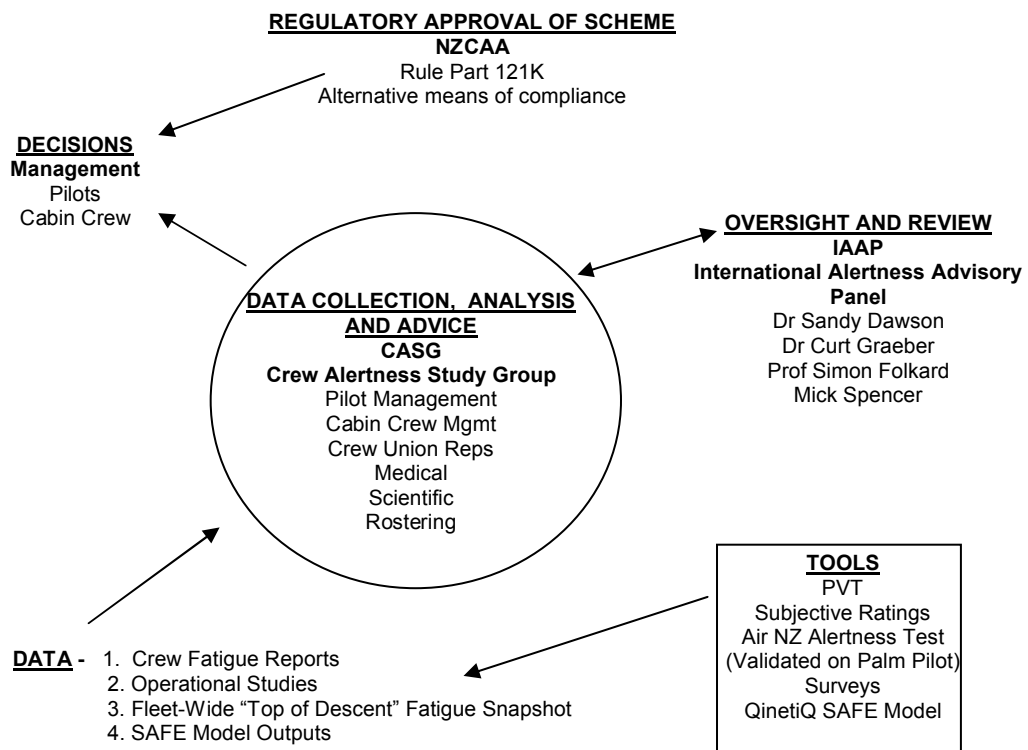 REGULATORY APPROVAL OF SCHEME
NZCAA
Rule Part 121K
Alternative means of compliance
DECISIONS
Management
Pilots
Cabin Crew
OVERSIGHT AND REVIEW
IAAP
International Alertness Advisory
Panel
Dr Sandy Dawson
Dr Curt Graeber
Prof Simon Folkard
Mick Spencer
DATA COLLECTION, ANALYSIS
AND ADVICE
CASG
Crew Alertness Study Group
Pilot Management
Cabin Crew Mgmt
Crew Union Reps
Medical
Scientific
Rostering
TOOLS
PVT
Subjective Ratings
Air NZ Alertness Test
(Validated on Palm Pilot)
Surveys
QinetiQ SAFE Model
DATA - 1. Crew Fatigue Reports
2. Operational Studies
3. Fleet-Wide “Top of Descent” Fatigue Snapshot
4. SAFE Model Outputs